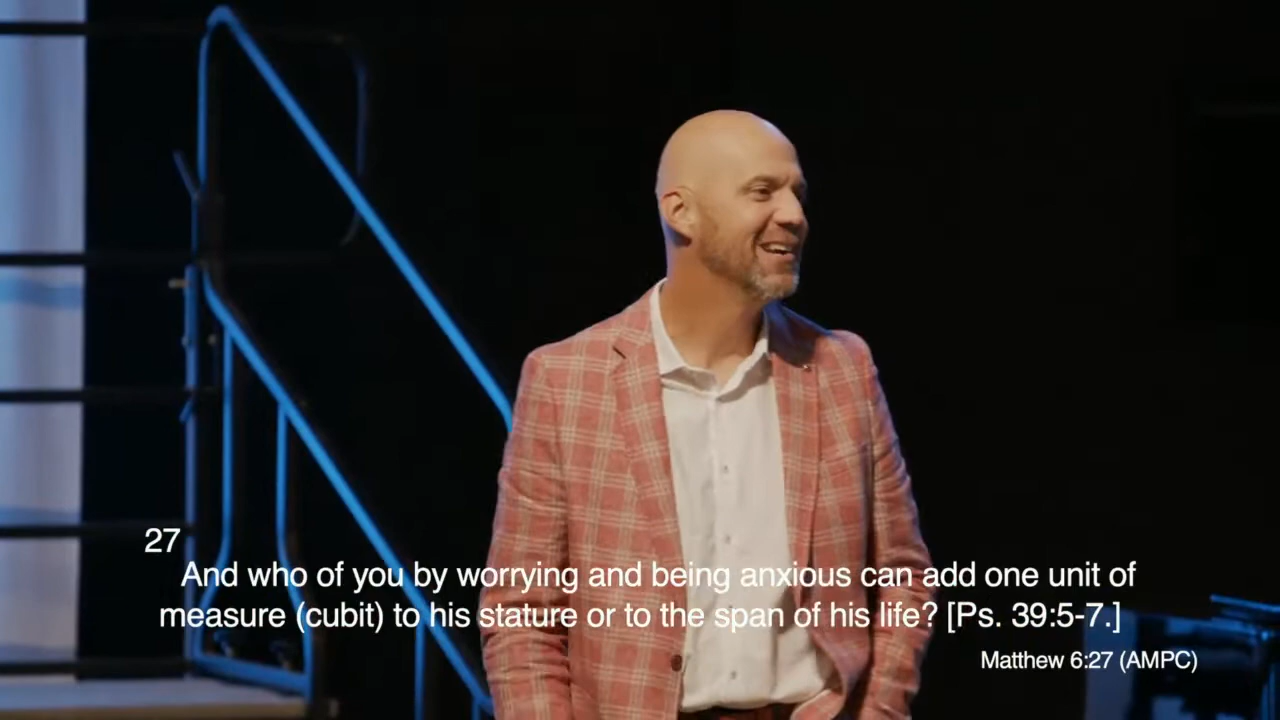 27
And who of you by worrying and being anxious can add one unit of
measure (cubit) to his stature or to the span of his life? [Ps. 39:5-7.]
Matthew 6:27 (AMPC)